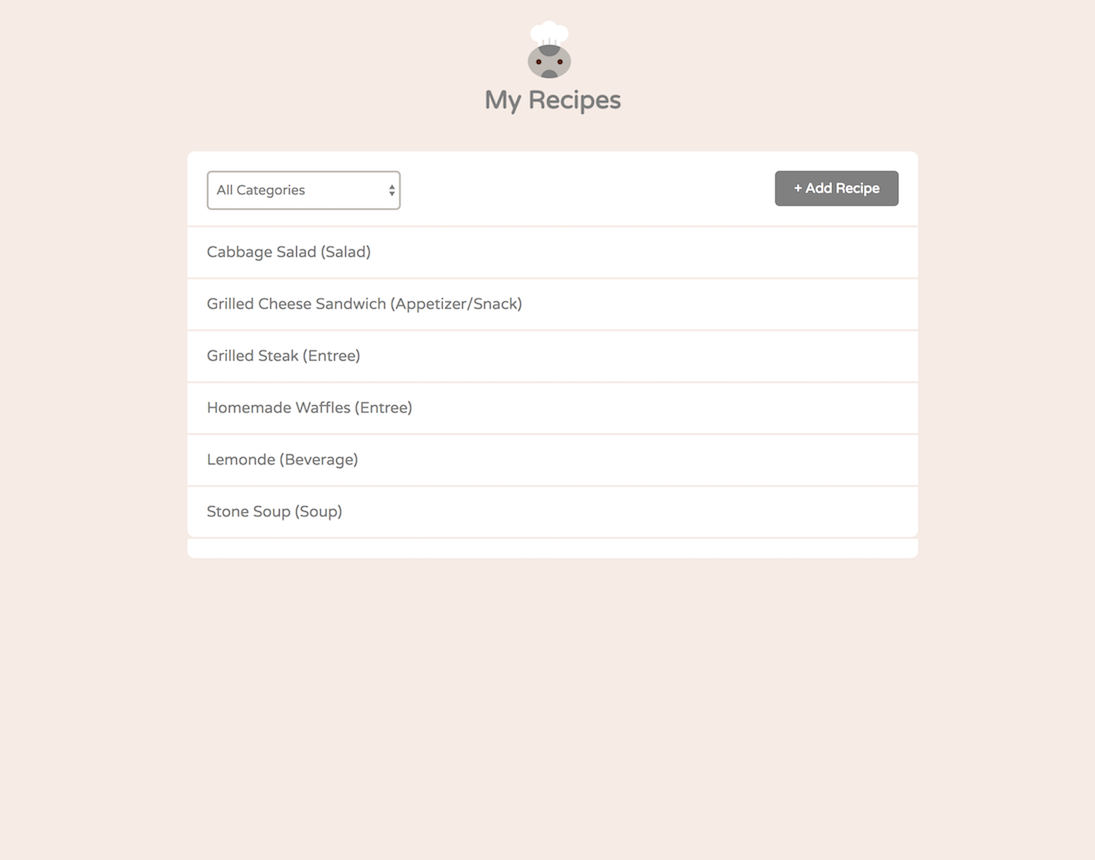 My Recipes
All Categories
+ Add Recipe
Cabbage Salad (Salad)
Grilled Cheese Sandwich (Appetizer/Snack)
Grilled Steak (Entree)
Homemade Waffles (Entree)
Lemonde (Beverage)
Stone Soup (Soup)